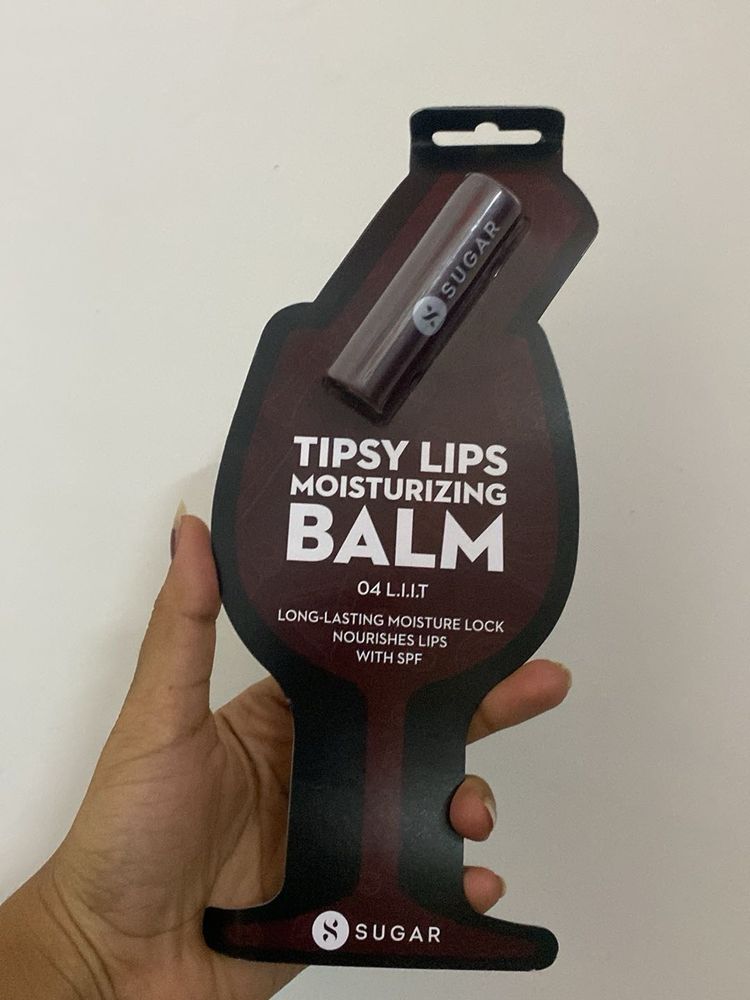 SUGAR
TIPSY LIPS
MOISTURIZING
BALM
04 L.I.I.T
LONG-LASTING MOISTURE LOCK
NOURISHES LIPS
WITH SPF
SUGAR